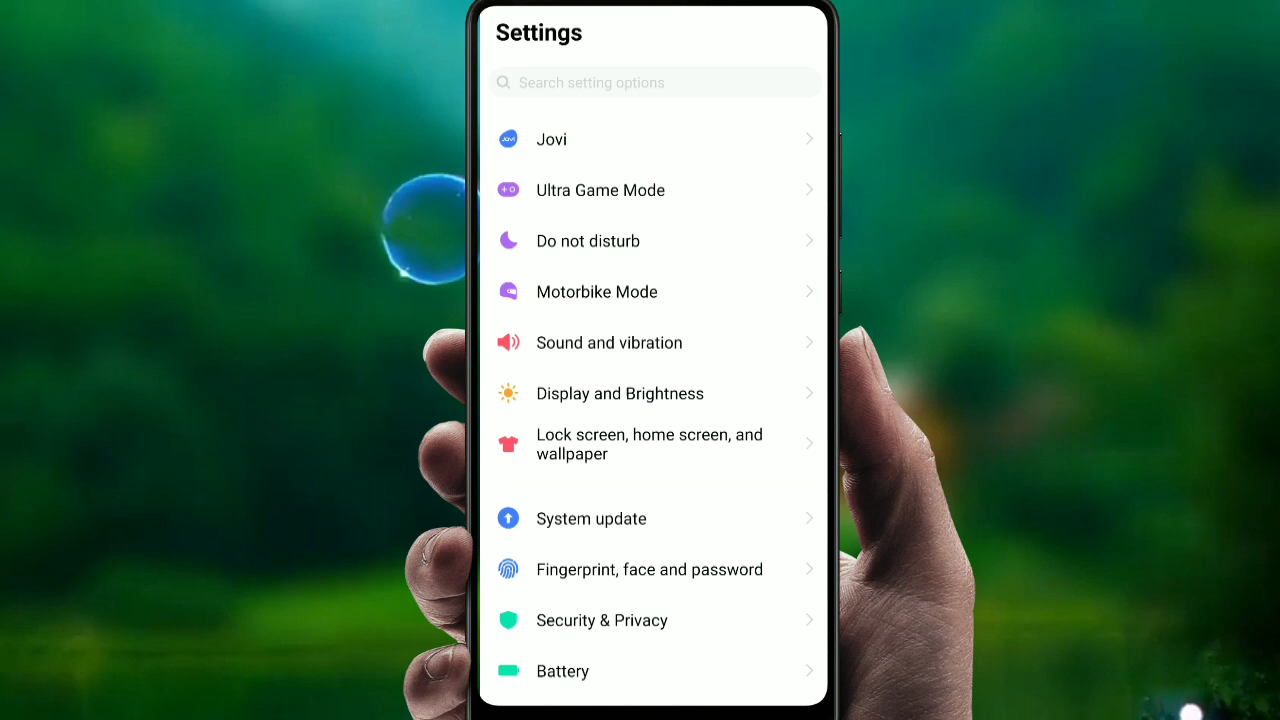 Settings
Search setting options
Jovi
Jovi
Ultra Game Mode
Do not disturb
Motorbike Mode
Sound and vibration
Display and Brightness
Lock screen, home screen, and
wallpaper
System update
Fingerprint, face and password
Security & Privacy
Battery